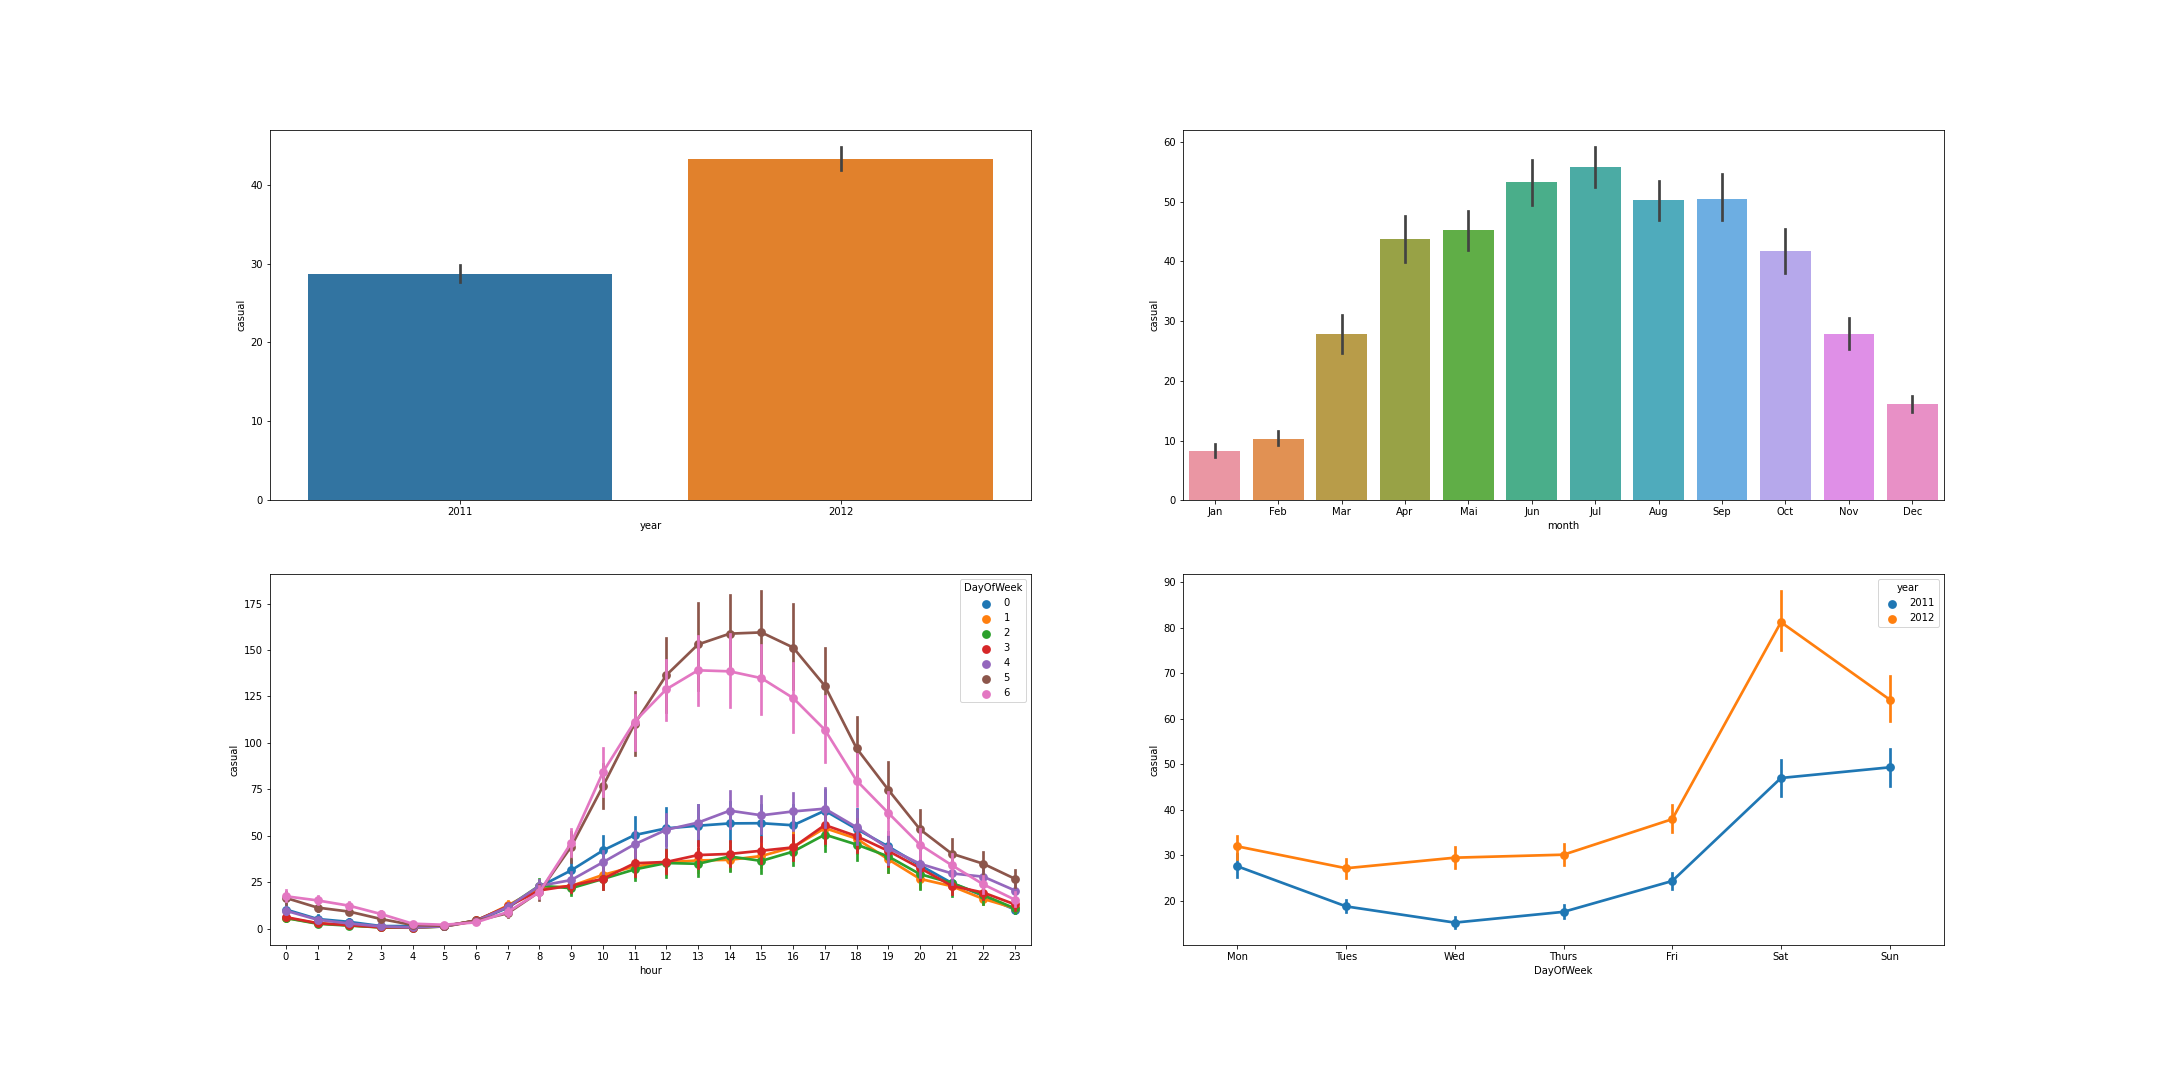 casual
40
30
20
10
0
2011 2012
year
casual
60
50
40
30
20
10
0
Jan Feb Mar Apr Mai Jun Jul Aug Sep Oct Nov Dec
month
casual
175
150
125
100
75
50
25
0
DayOfWeek
0
1
2
3
4
5
6
0 1 2 3 4 5 6 7 8 9 10 11 12 13 14 15 16 17 18 19 20 21 22 23
hour
casual
90
80
70
60
50
40
30
20
year
2011
2012
Mon Tues Wed Thurs Fri Sat Sun
DayOfWeek